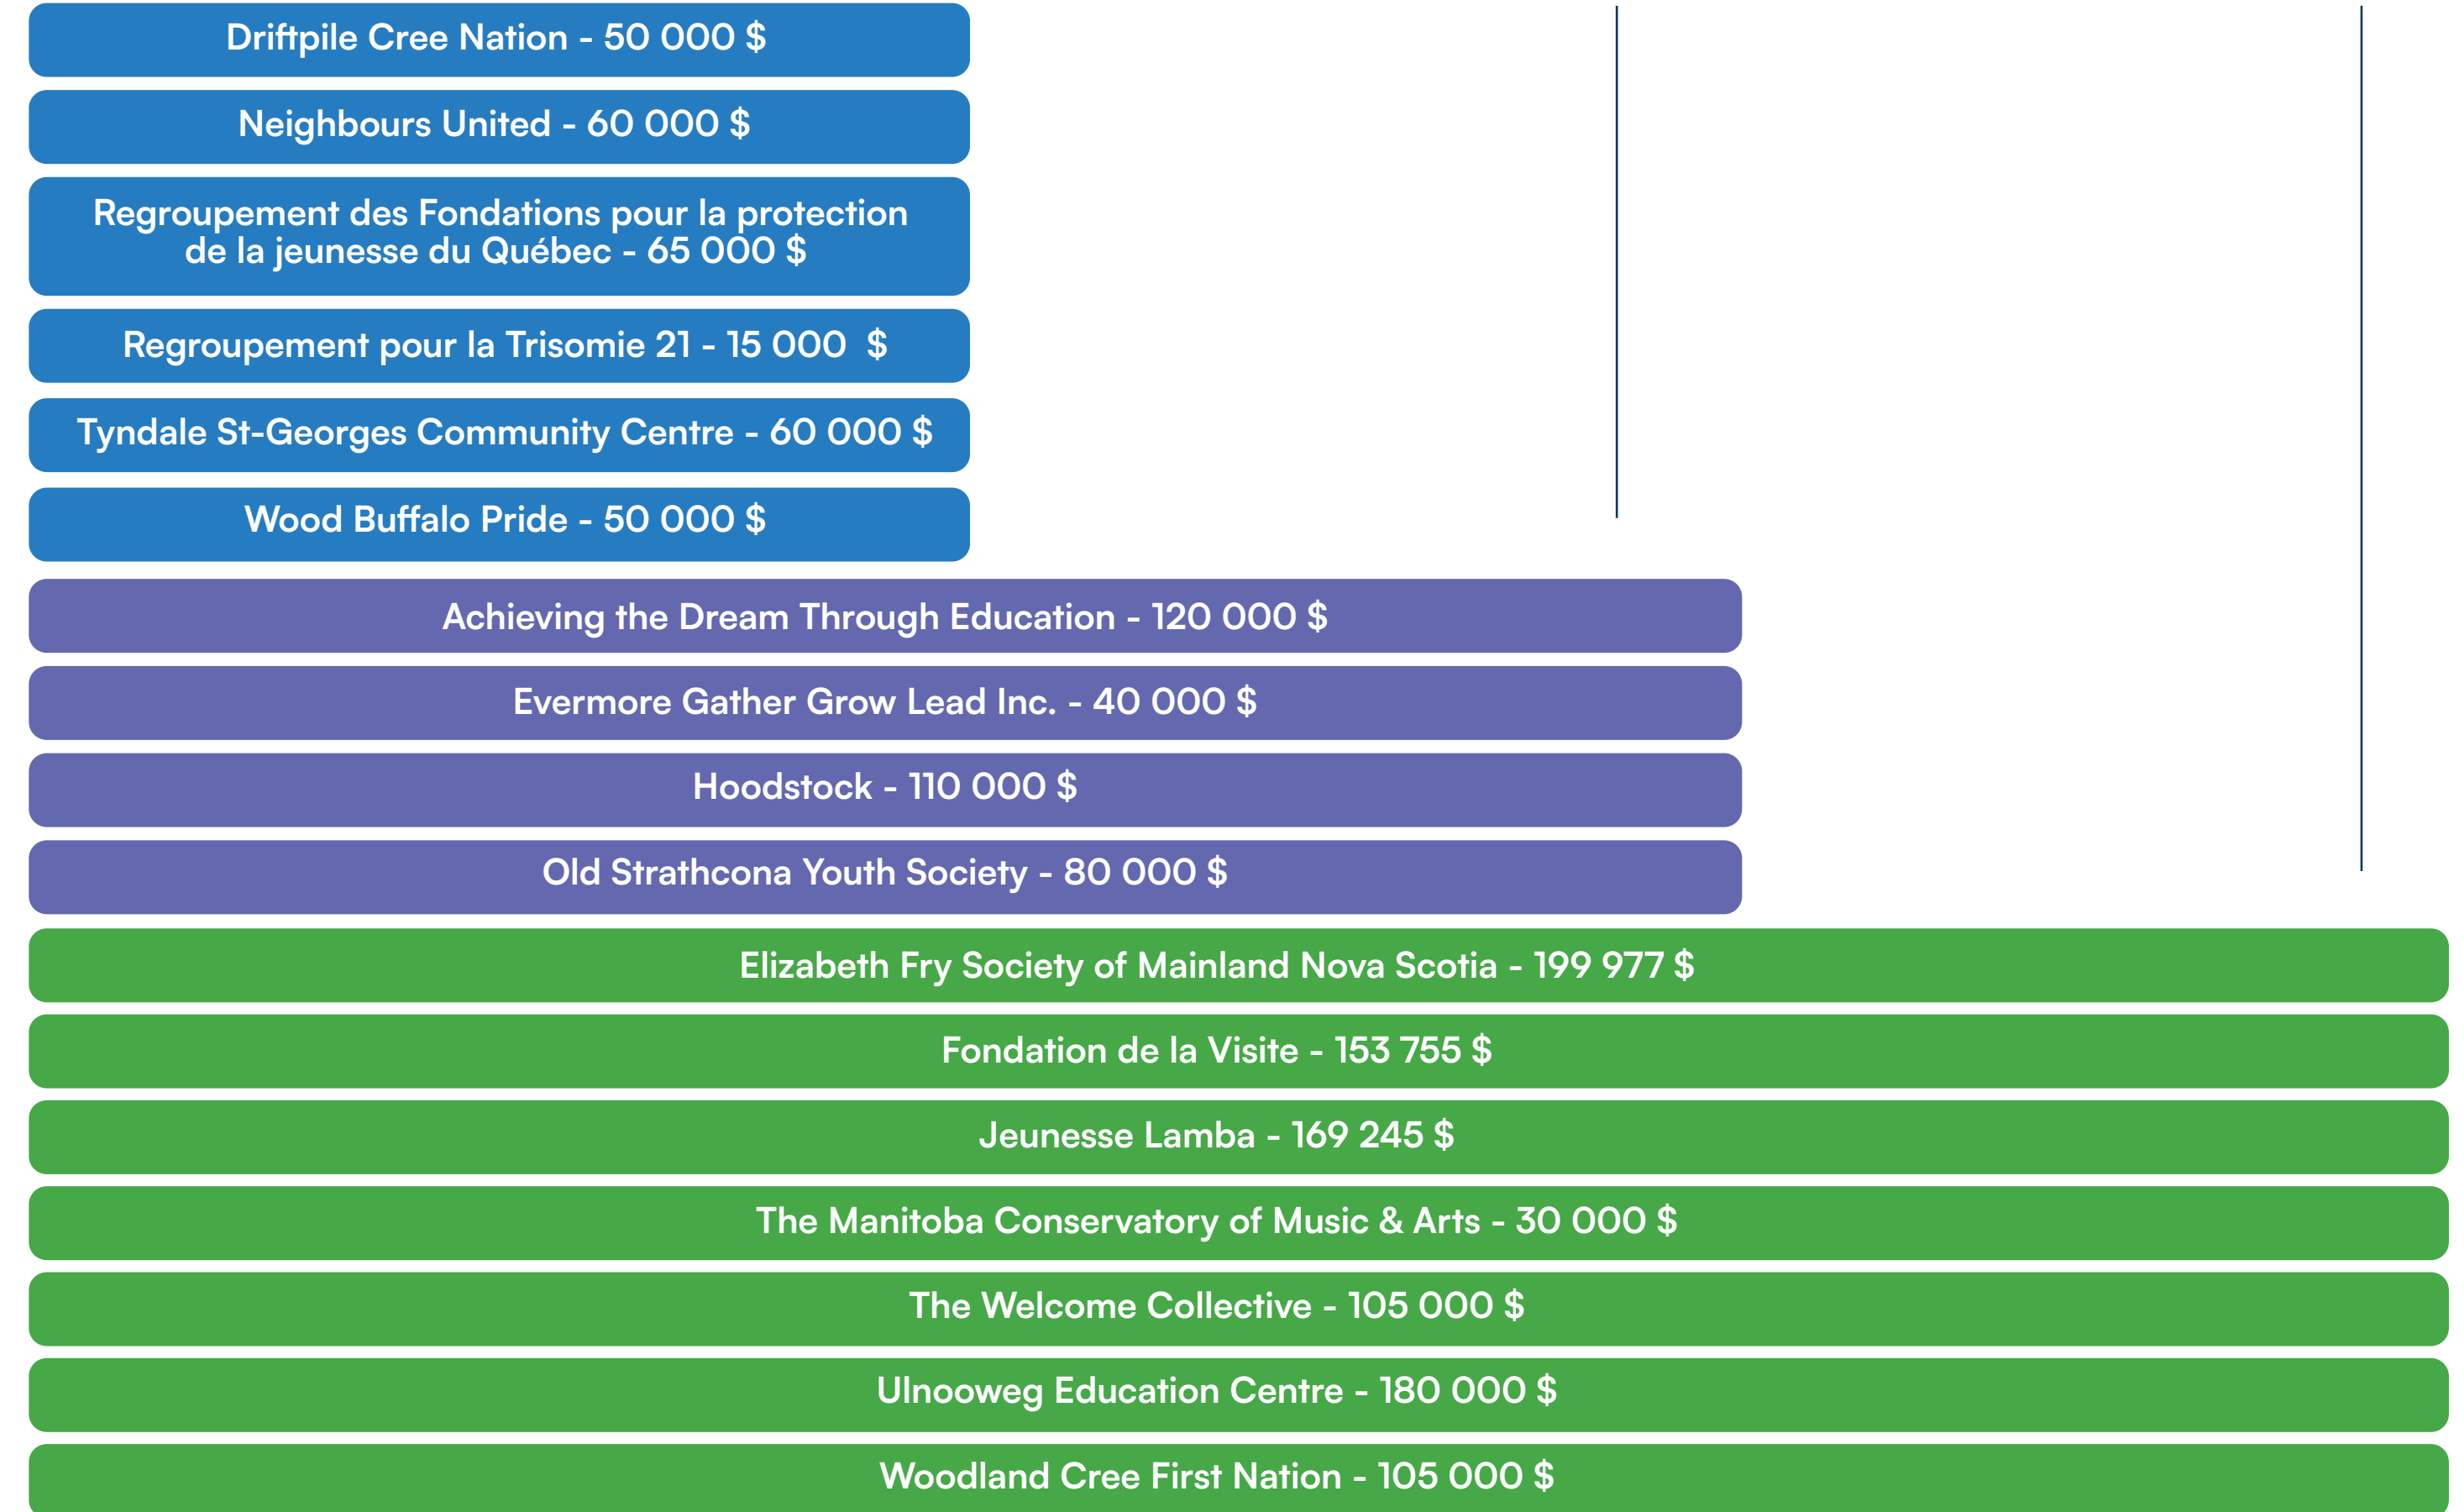 Driftpile Cree Nation - 50 000 $
Neighbours United - 60 000 $
Regroupement des Fondations pour la protection
de la jeunesse du Québec - 65 000 $
Regroupement pour la Trisomie 21 - 15 000  $
Tyndale St-Georges Community Centre - 60 000 $
Wood Buffalo Pride - 50 000 $
Achieving the Dream Through Education - 120 000 $
Evermore Gather Grow Lead Inc. - 40 000 $
Hoodstock - 110 000 $
Old Strathcona Youth Society - 80 000 $
Elizabeth Fry Society of Mainland Nova Scotia - 199 977 $
Fondation de la Visite - 153 755 $
Jeunesse Lamba - 169 245 $
The Manitoba Conservatory of Music & Arts - 30 000 $
The Welcome Collective - 105 000 $
Ulnooweg Education Centre - 180 000 $
Woodland Cree First Nation - 105 000 $